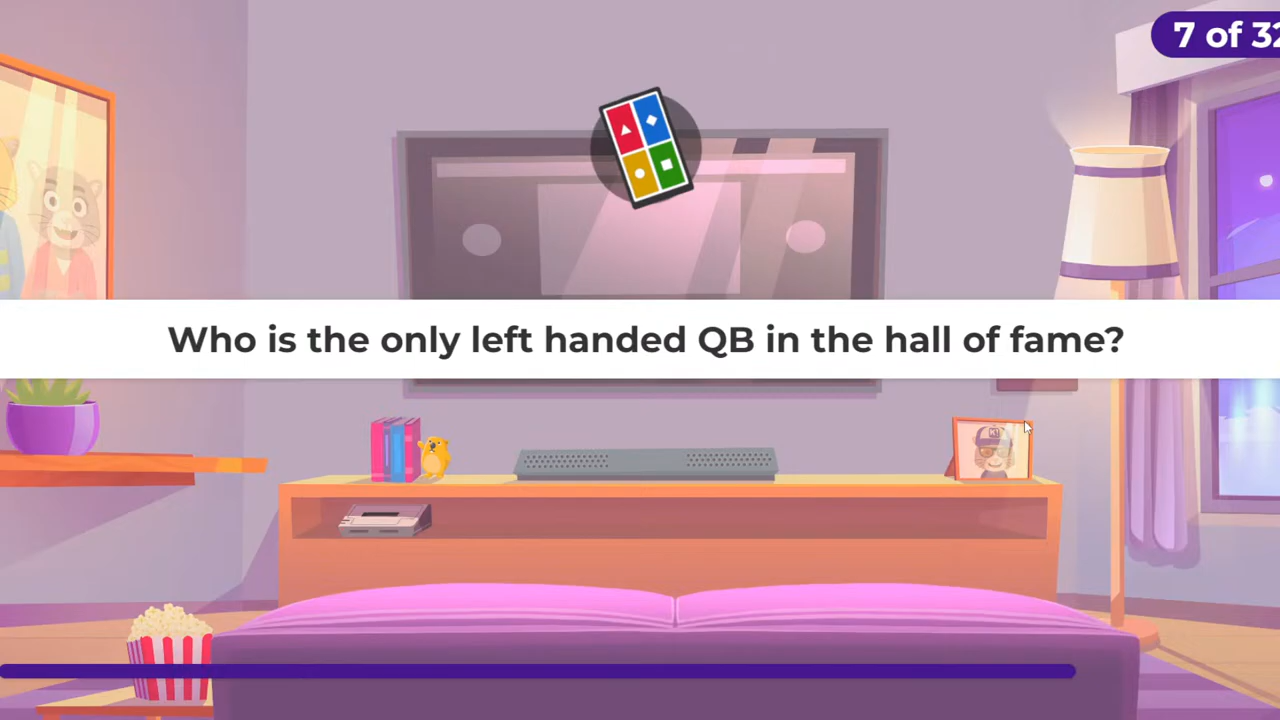 7 of 32
Who is the only left handed QB in the hall of fame?